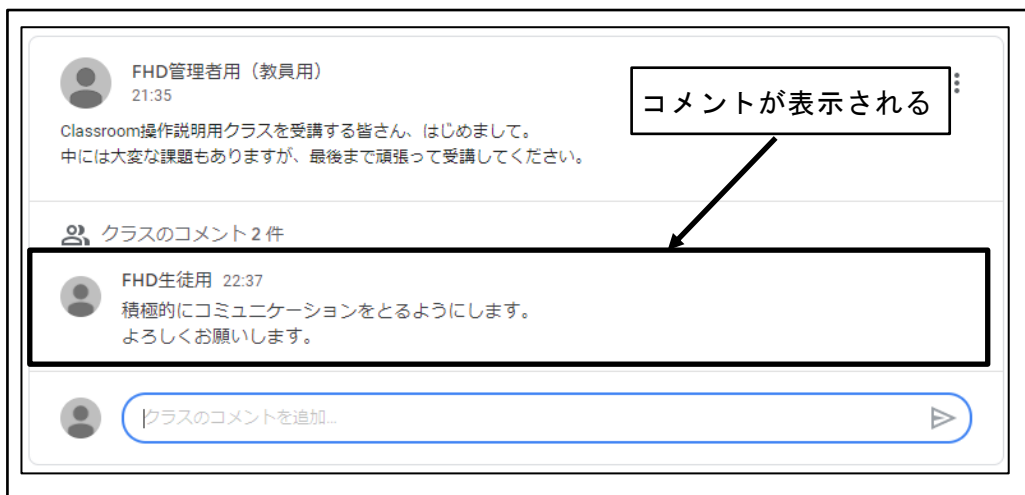 FHD管理者用（教員用）
21:35
コメントが表示される
Classroom操作説明用クラスを受講する皆さん、はじめまして。
中には大変な課題もありますが、最後まで頑張って受講してください。
クラスのコメント 2 件
FHD生徒用 22:37
積極的にコミュニケーションをとるようにします。
よろしくお願いします。
クラスのコメントを追加...